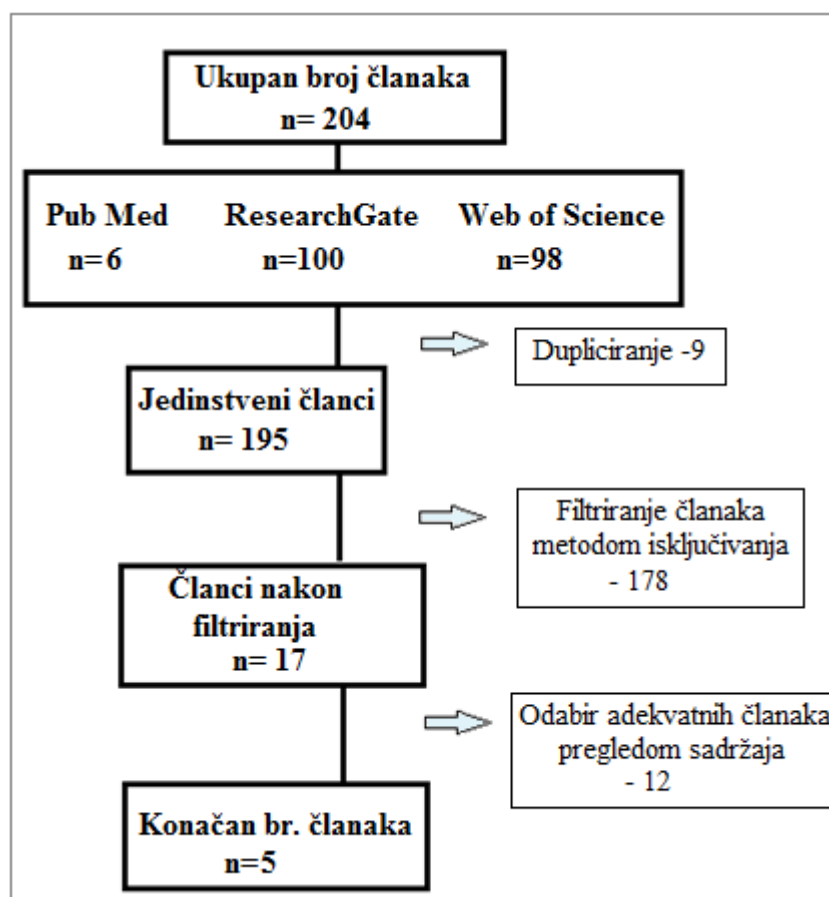 Ukupan broj članaka
n= 204
Pub Med ResearchGate Web of Science
n=6 n=100 n=98
Dupliciranje -9
Jedinstveni članci
n= 195
Filtriranje članaka
metodom isključivanja
- 178
Članci nakon
filtriranja
n= 17
Odabir adekvatnih članaka
pregledom sadržaja
- 12
Konačan br. članaka
n=5